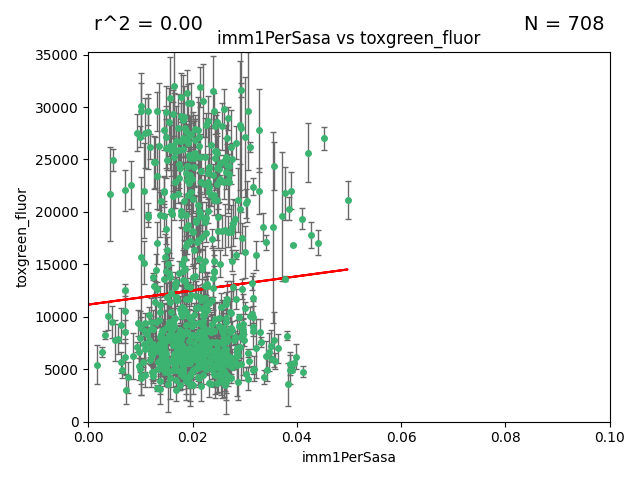 r^2 = 0.00
N = 708
imm1PerSasa vs toxgreen_fluor
35000
30000
25000
20000
15000
10000
5000
0
toxgreen_fluor
0.00
0.02
0.04
0.06
0.08
0.10
imm1PerSasa